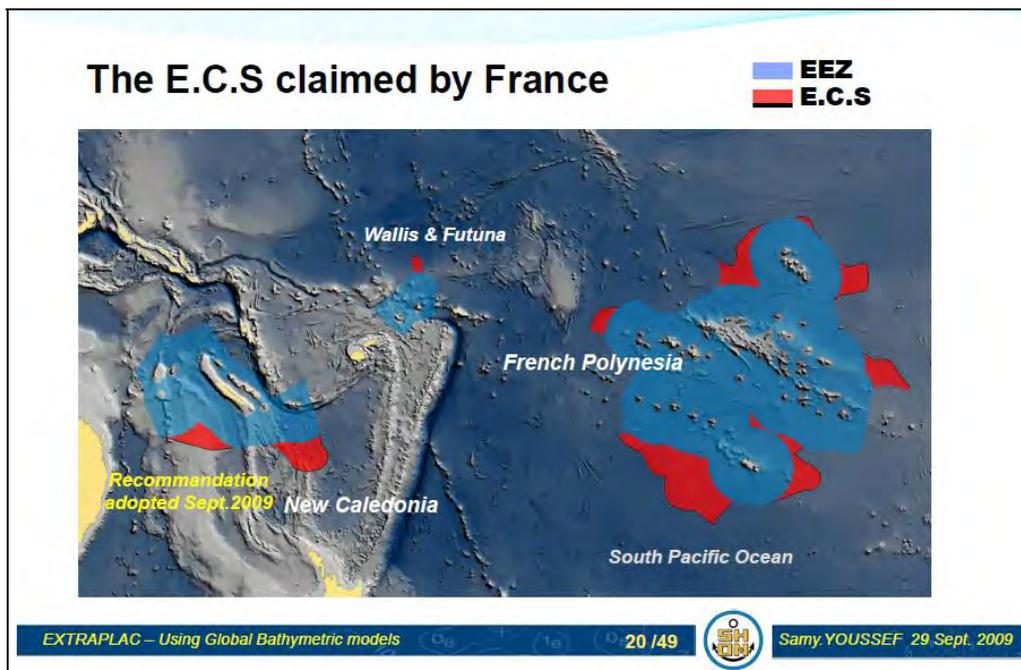 The E.C.S claimed by France
EEZ
E.C.S
Wallis & Futuna
French Polynesia
Recommandation
adopted Sept.2009
New Caledonia
South Pacific Ocean
EXTRAPLAC – Using Global Bathymetric models
20 /49
SH
OM
Samy.YOUSSEF 29 Sept. 2009